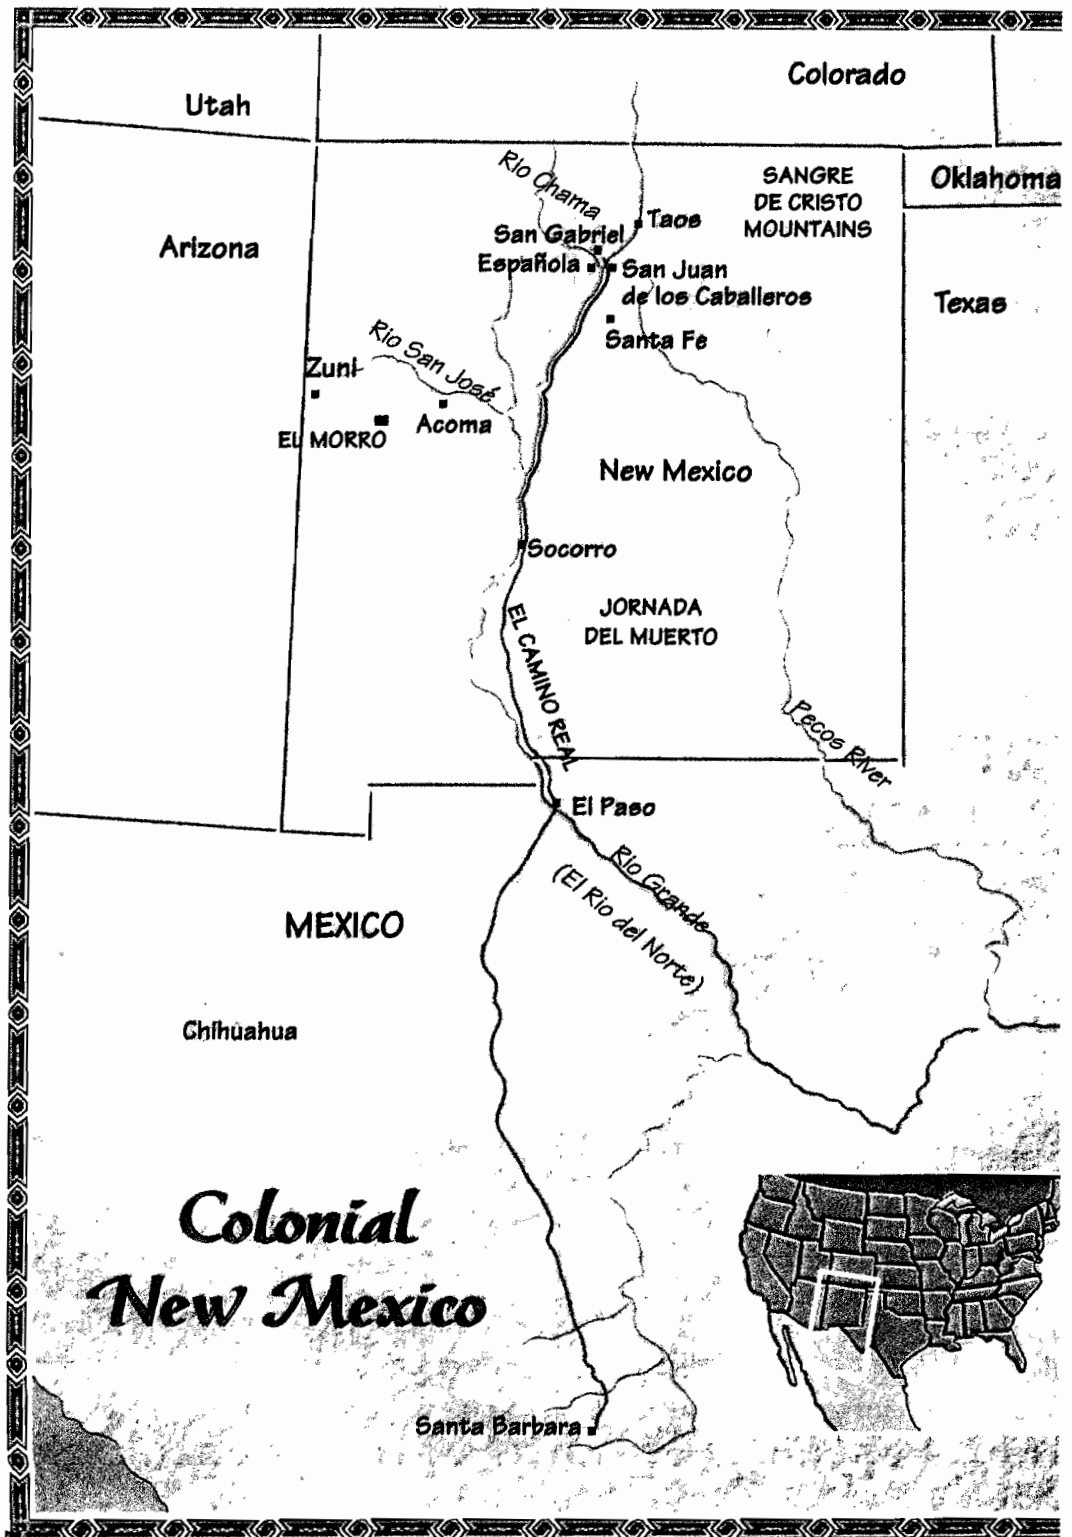 Colorado
Utah
Rio Chama
SANGRE
DE CRISTO
MOUNTAINS
Oklahoma
Taos
San Gabriel
Arizona
Española
San Juan
de los Caballeros
Texas
Santa Fe
Rio San José
Zuni
Acoma
EL MORRO
New Mexico
Socorro
JORNADA
DEL MUERTO
EL CAMINO REAL
Pecos River
El Paso
Rio Grande
(El Rio del Norte)
MEXICO
Chihuahua
Colonial
New Mexico
Santa Barbara